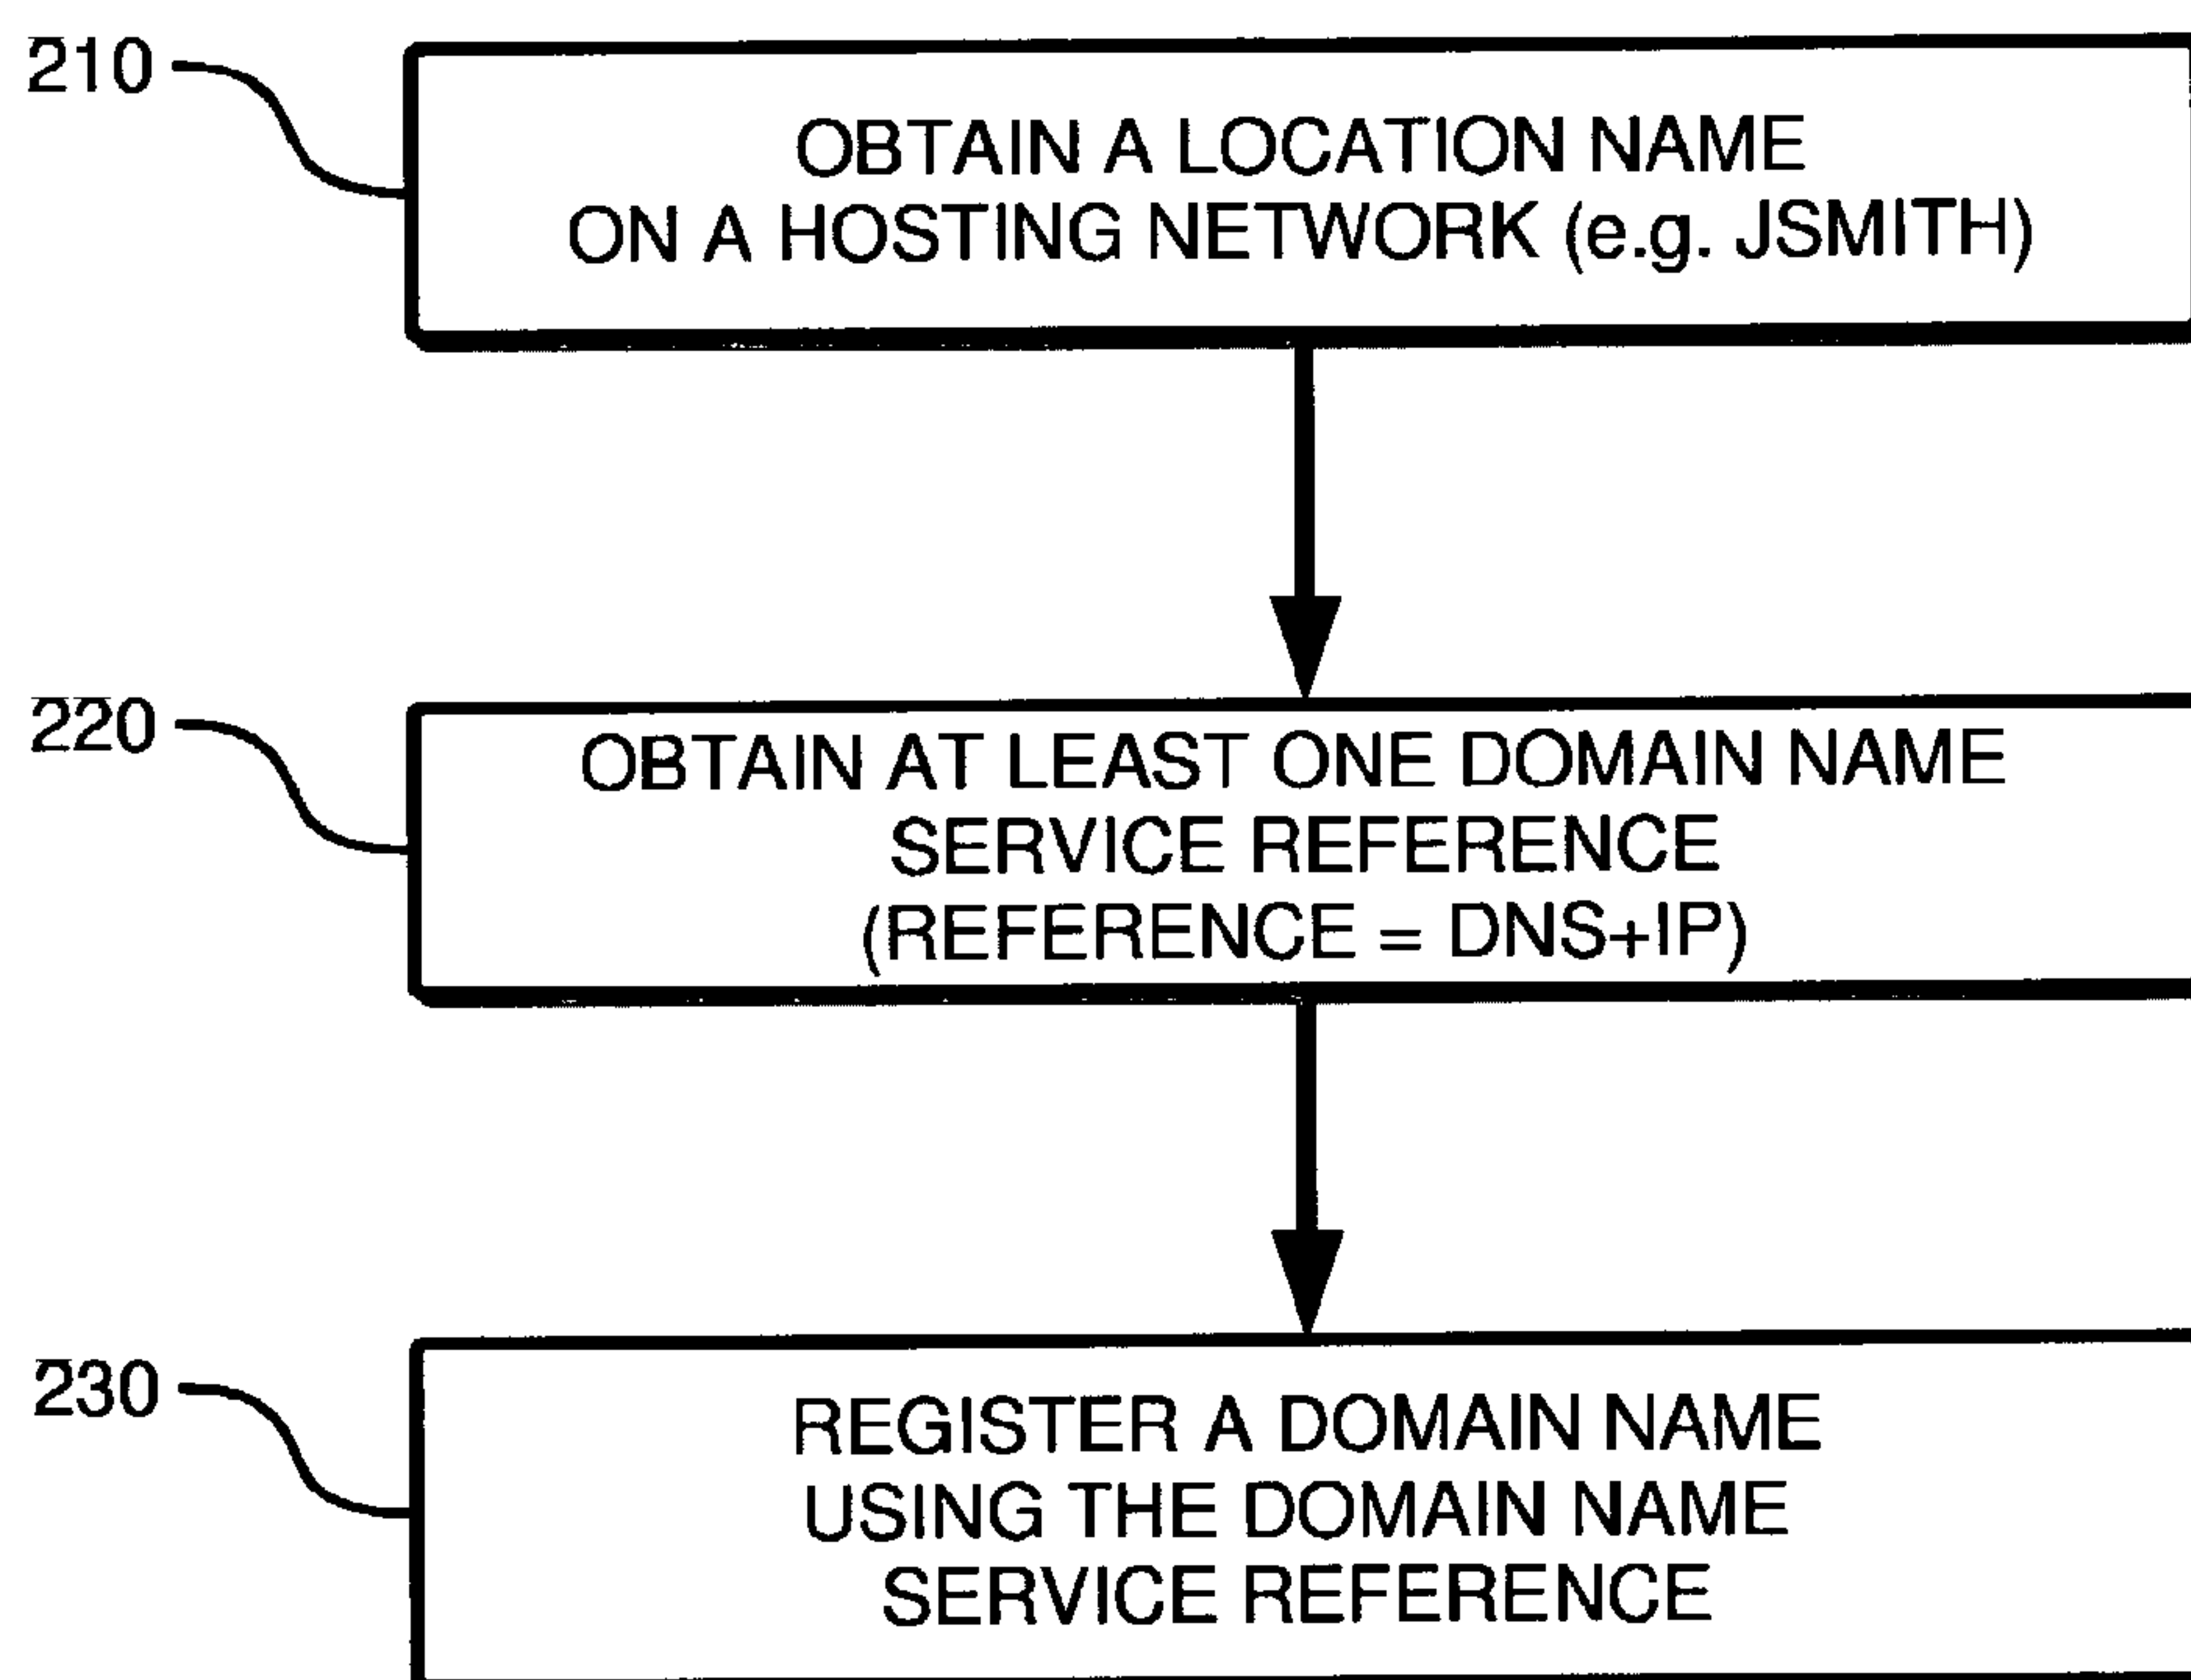 210
OBTAIN A LOCATION NAME
ON A HOSTING NETWORK (e.g. JSMITH)
220
OBTAIN AT LEAST ONE DOMAIN NAME
SERVICE REFERENCE
(REFERENCE = DNS+IP)
230
REGISTER A DOMAIN NAME
USING THE DOMAIN NAME
SERVICE REFERENCE